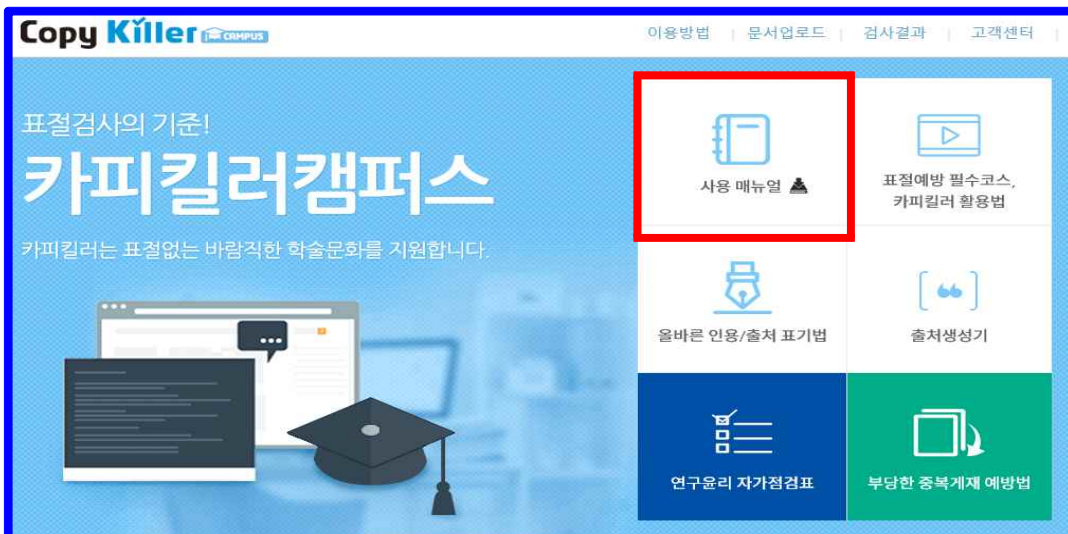 Copy Killer CAMPUS
이용방법 | 문서업로드 | 검사결과 | 고객센터 |
표절검사의 기준!
카피킬러캠퍼스
카피킬러는 표절없는 바람직한 학술문화를 지원합니다.
사용 매뉴얼
표절예방 필수코스,
카피킬러 활용법
올바른 인용/출처 표기법
출처생성기
연구윤리 자가점검표
부당한 중복게재 예방법